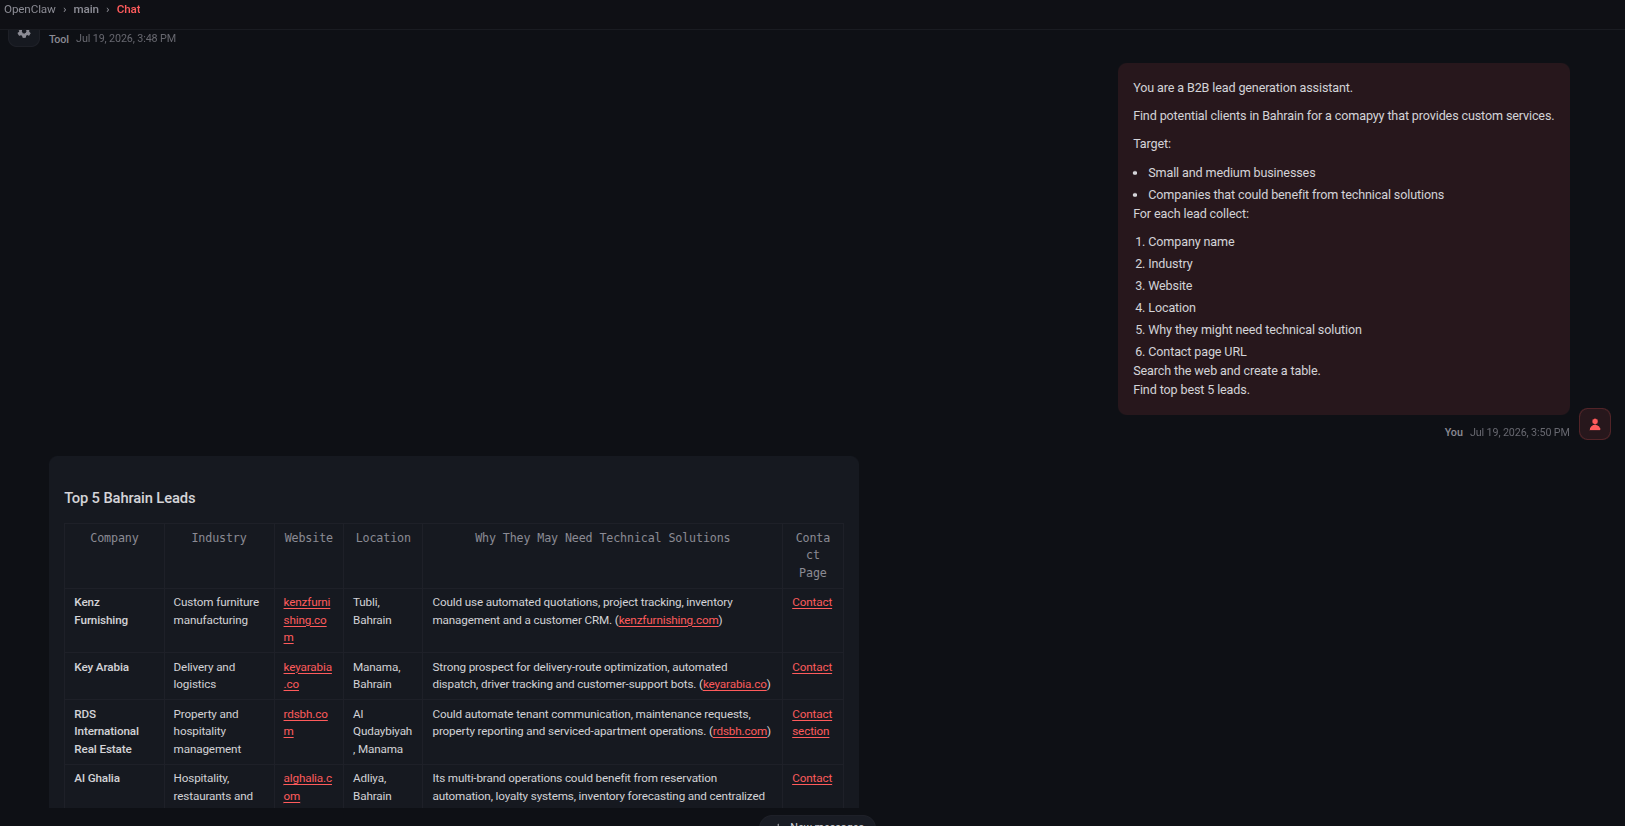 OpenClaw › main › Chat
Tool Jul 19, 2026, 3:48 PM
You are a B2B lead generation assistant.
Find potential clients in Bahrain for a comapyy that provides custom services.
Target:
• Small and medium businesses
• Companies that could benefit from technical solutions
For each lead collect:
1. Company name
2. Industry
3. Website
4. Location
5. Why they might need technical solution
6. Contact page URL
Search the web and create a table.
Find top best 5 leads.
You Jul 19, 2026, 3:50 PM
Top 5 Bahrain Leads
Company Industry Website Location Why They May Need Technical Solutions Conta
ct
Page
Kenz Custom furniture kenzfurni Tubli, Could use automated quotations, project tracking, inventory Contact
Furnishing manufacturing shing.co Bahrain management and a customer CRM. (kenzfurnishing.com)
m
Key Arabia Delivery and keyarabia Manama, Strong prospect for delivery-route optimization, automated Contact
logistics .co Bahrain dispatch, driver tracking and customer-support bots. (keyarabia.co)
RDS Property and rdsbh.co Al Could automate tenant communication, maintenance requests, Contact
International hospitality m Qudaybiyah property reporting and serviced-apartment operations. (rdsbh.com) section
Real Estate management , Manama
Al Ghalia Hospitality, alghalia.c Adliya, Its multi-brand operations could benefit from reservation Contact
restaurants and om Bahrain automation, loyalty systems, inventory forecasting and centralized
New messages